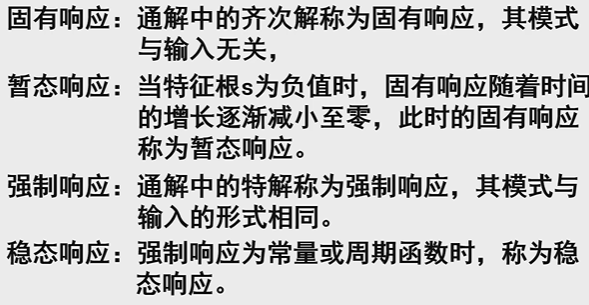 固有响应：通解中的齐次解称为固有响应，其模式
与输入无关，
暂态响应：当特征根s为负值时，固有响应随着时间
的增长逐渐减小至零，此时的固有响应
称为暂态响应。
强制响应：通解中的特解称为强制响应，其模式与
输入的形式相同。
稳态响应：强制响应为常量或周期函数时，称为稳
态响应。